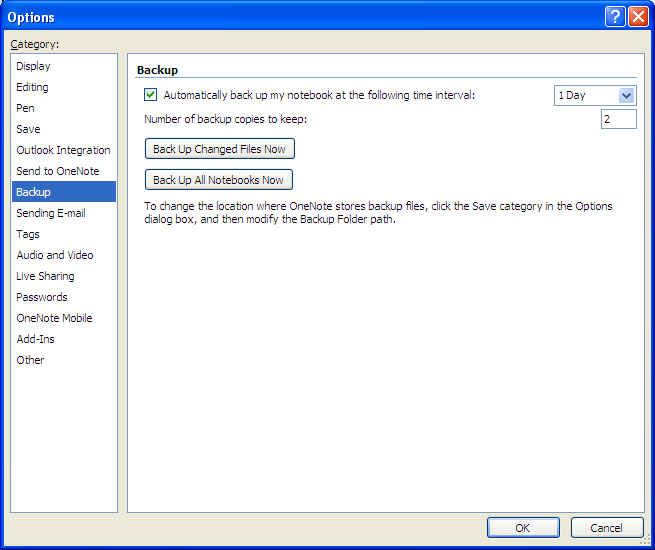 Options
Category:
Display
Editing
Pen
Save
Outlook Integration
Send to OneNote
Backup
Sending E-mail
Tags
Audio and Video
Live Sharing
Passwords
OneNote Mobile
Add-Ins
Other
Backup
Automatically back up my notebook at the following time interval: 1 Day
Number of backup copies to keep: 2
Back Up Changed Files Now
Back Up All Notebooks Now
To change the location where OneNote stores backup files, click the Save category in the Options
dialog box, and then modify the Backup Folder path.
OK Cancel